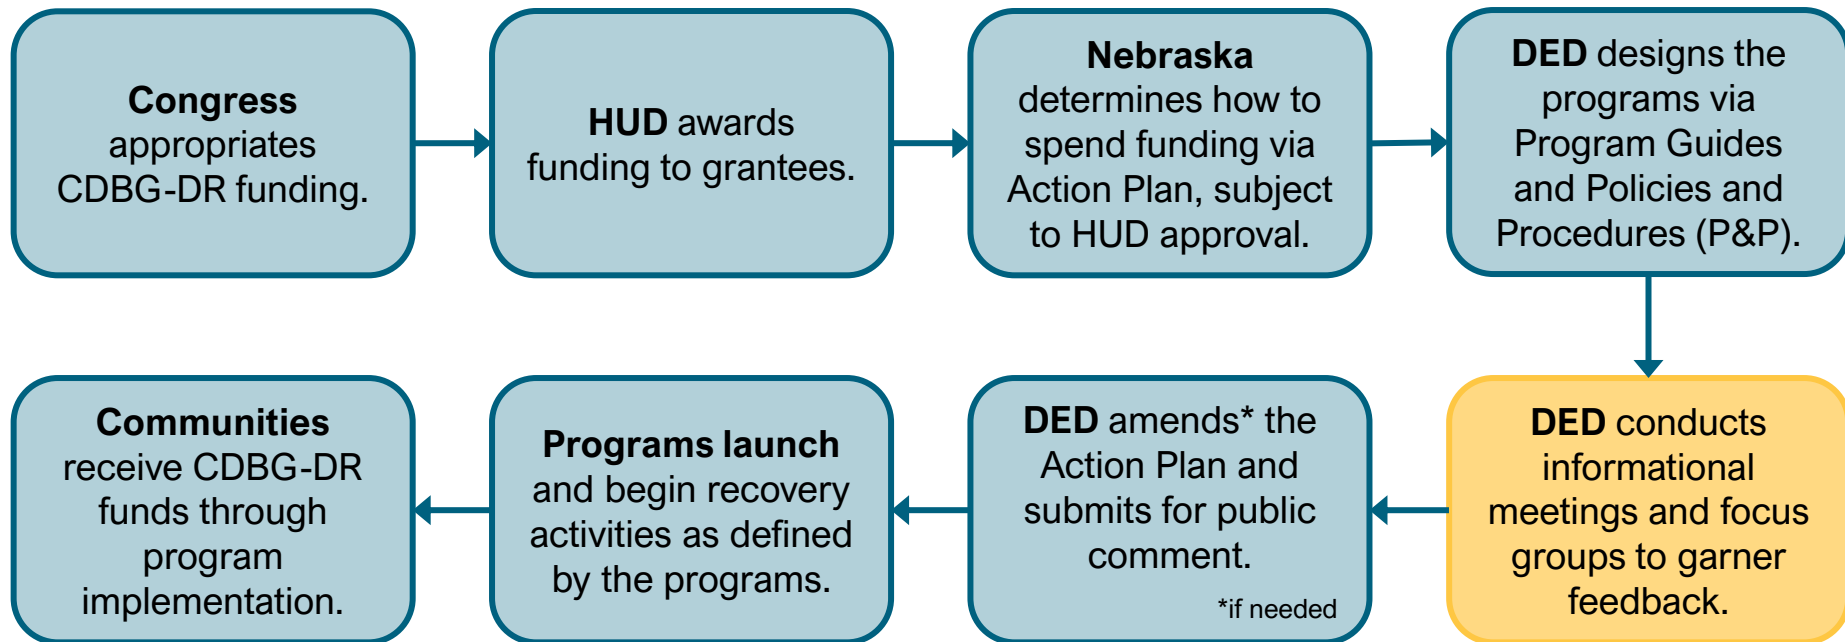 Congress
appropriates
CDBG-DR funding.
HUD awards
funding to grantees.
Nebraska
determines how to
spend funding via
Action Plan, subject
to HUD approval.
DED designs the
programs via
Program Guides
and Policies and
Procedures (P&P).
DED conducts
informational
meetings and focus
groups to garner
feedback.
DED amends* the
Action Plan and
submits for public
comment.
*if needed
Programs launch
and begin recovery
activities as defined
by the programs.
Communities
receive CDBG-DR
funds through
program
implementation.